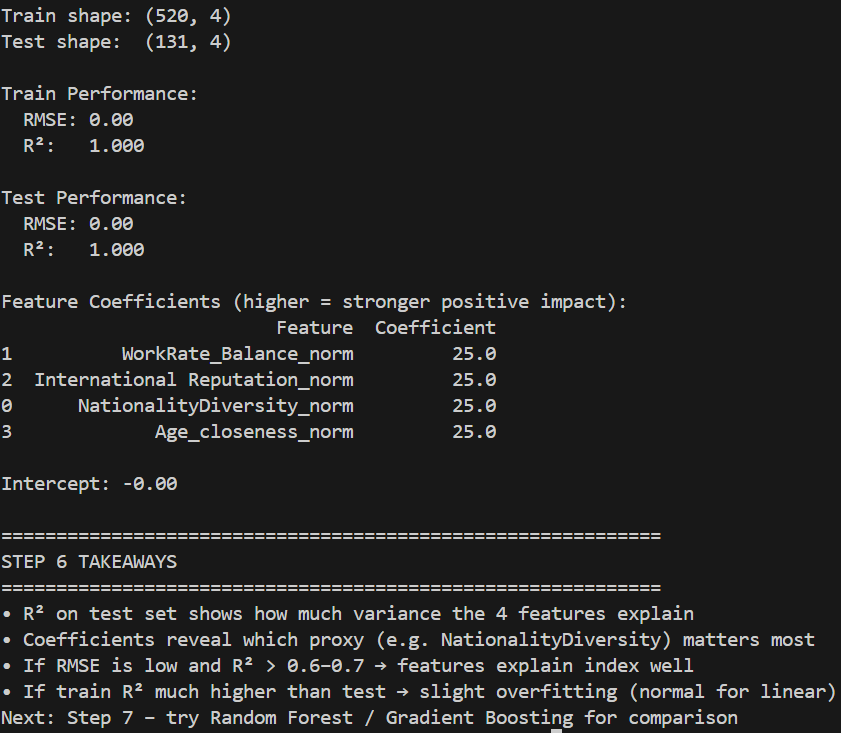 Train shape: (520, 4)
Test shape:  (131, 4)
Train Performance:
  RMSE: 0.00
  R²:   1.000
Test Performance:
  RMSE: 0.00
  R²:   1.000
Feature Coefficients (higher = stronger positive impact):
                         Feature  Coefficient
1          WorkRate_Balance_norm         25.0
2  International Reputation_norm         25.0
0      NationalityDiversity_norm         25.0
3             Age_closeness_norm         25.0
Intercept: -0.00
============================================================
STEP 6 TAKEAWAYS
============================================================
• R² on test set shows how much variance the 4 features explain
• Coefficients reveal which proxy (e.g. NationalityDiversity) matters most
• If RMSE is low and R² > 0.6–0.7 → features explain index well
• If train R² much higher than test → slight overfitting (normal for linear)
Next: Step 7 – try Random Forest / Gradient Boosting for comparison